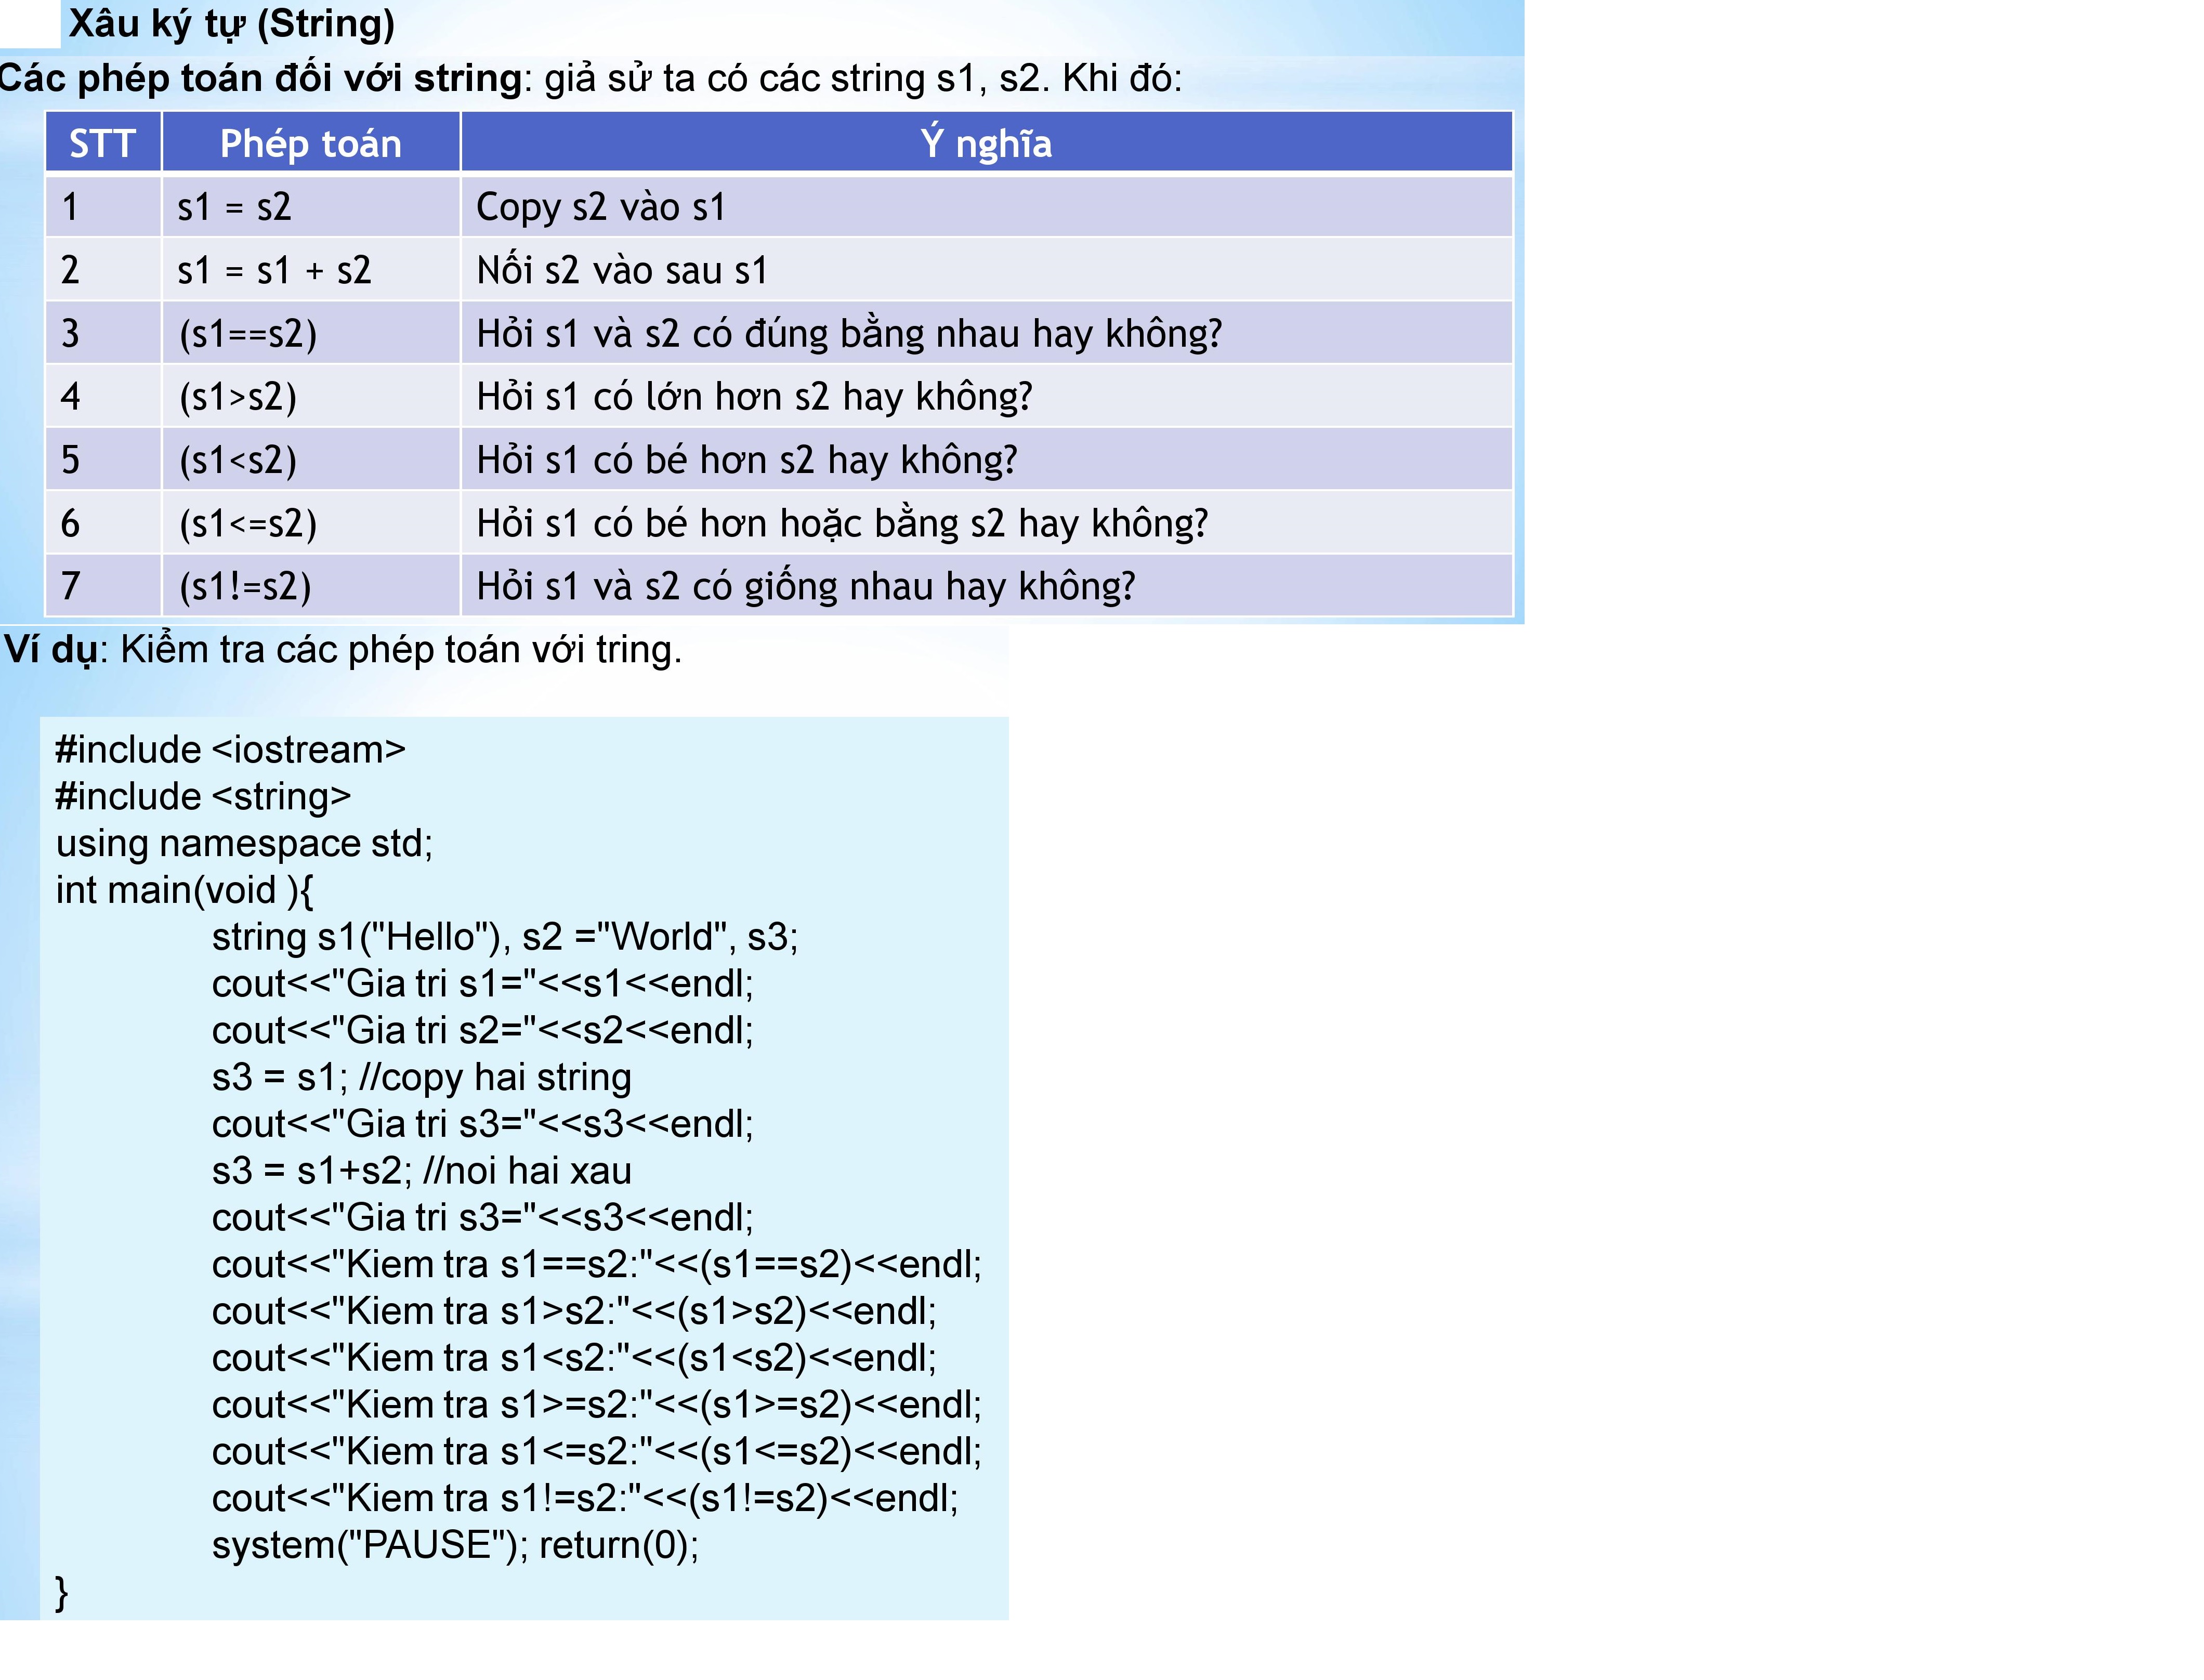 Xâu ký tự (String)
Các phép toán đối với string: giả sử ta có các string s1, s2. Khi đó:
STT Phép toán Ý nghĩa
1 s1 = s2 Copy s2 vào s1
2 s1 = s1 + s2 Nối s2 vào sau s1
3 (s1==s2) Hỏi s1 và s2 có đúng bằng nhau hay không?
4 (s1>s2) Hỏi s1 có lớn hơn s2 hay không?
5 (s1<s2) Hỏi s1 có bé hơn s2 hay không?
6 (s1<=s2) Hỏi s1 có bé hơn hoặc bằng s2 hay không?
7 (s1!=s2) Hỏi s1 và s2 có giống nhau hay không?
Ví dụ: Kiểm tra các phép toán với tring.
#include <iostream>
#include <string>
using namespace std;
int main(void ){
string s1("Hello"), s2 ="World", s3;
cout<<"Gia tri s1="<<s1<<endl;
cout<<"Gia tri s2="<<s2<<endl;
s3 = s1; //copy hai string
cout<<"Gia tri s3="<<s3<<endl;
s3 = s1+s2; //noi hai xau
cout<<"Gia tri s3="<<s3<<endl;
cout<<"Kiem tra s1==s2:"<<(s1==s2)<<endl;
cout<<"Kiem tra s1>s2:"<<(s1>s2)<<endl;
cout<<"Kiem tra s1<s2:"<<(s1<s2)<<endl;
cout<<"Kiem tra s1>=s2:"<<(s1>=s2)<<endl;
cout<<"Kiem tra s1<=s2:"<<(s1<=s2)<<endl;
cout<<"Kiem tra s1!=s2:"<<(s1!=s2)<<endl;
system("PAUSE"); return(0);
}